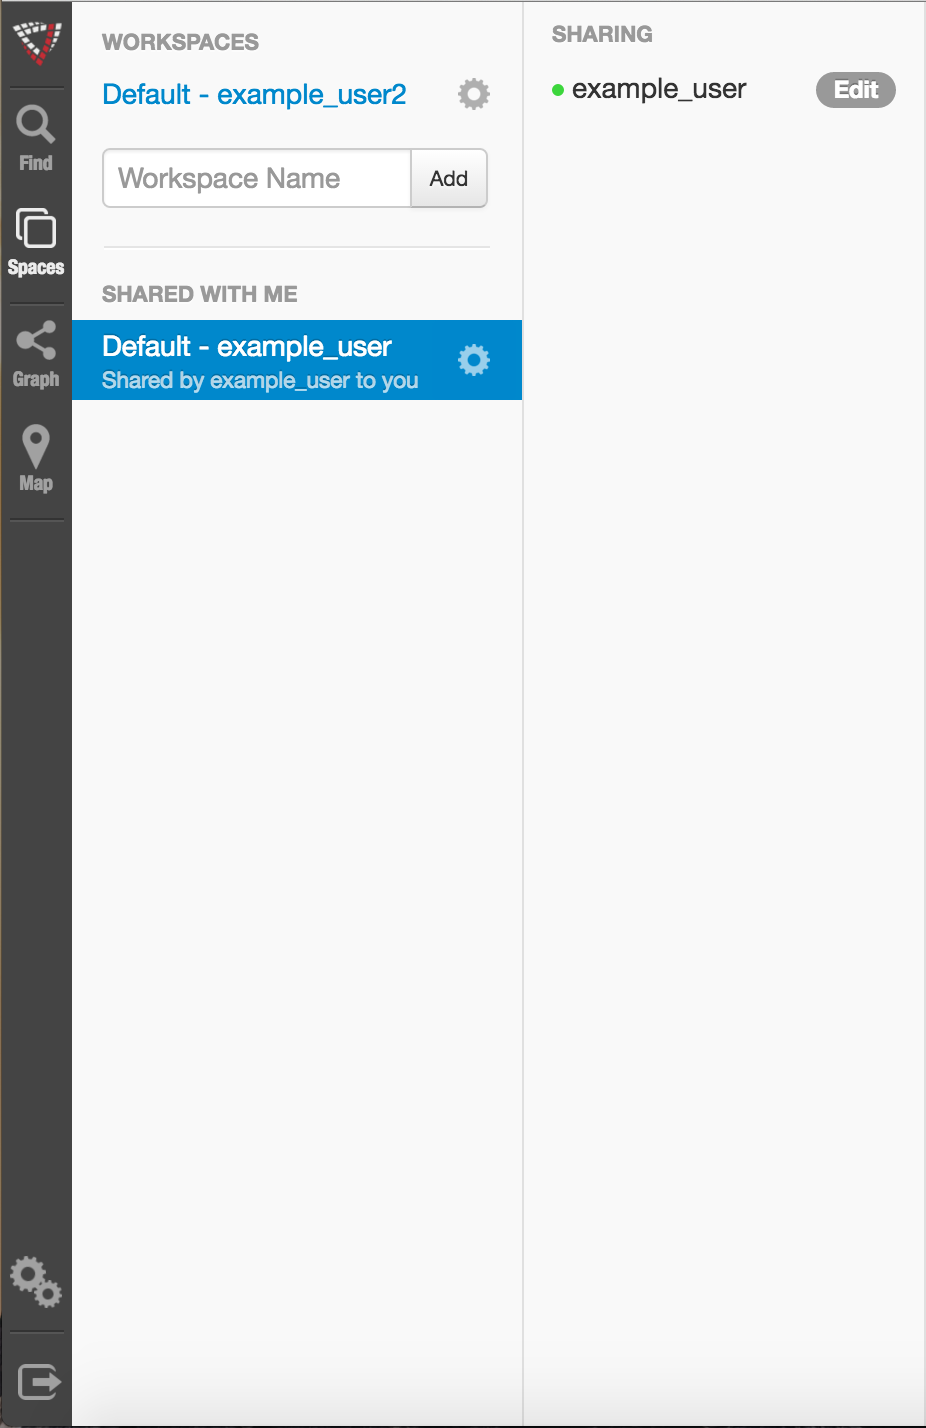 Find
Spaces
Graph
Map
WORKSPACES
Default - example_user2
Workspace Name
Add
SHARED WITH ME
Default - example_user
Shared by example_user to you
SHARING
example_user
Edit